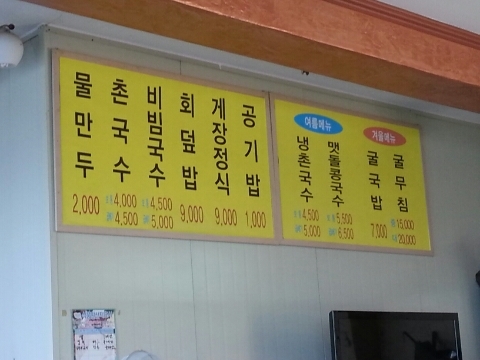 물만두
2,000
촌국수
4,000
4,500
비빔국수
4,500
5,000
회덮밥
9,000
게장정식
9,000
공기밥
1,000
여름메뉴
냉촌국수
4,500
5,000
맷돌콩국수
5,500
6,500
겨울메뉴
굴국밥
7,000
굴무침
15,000
20,000